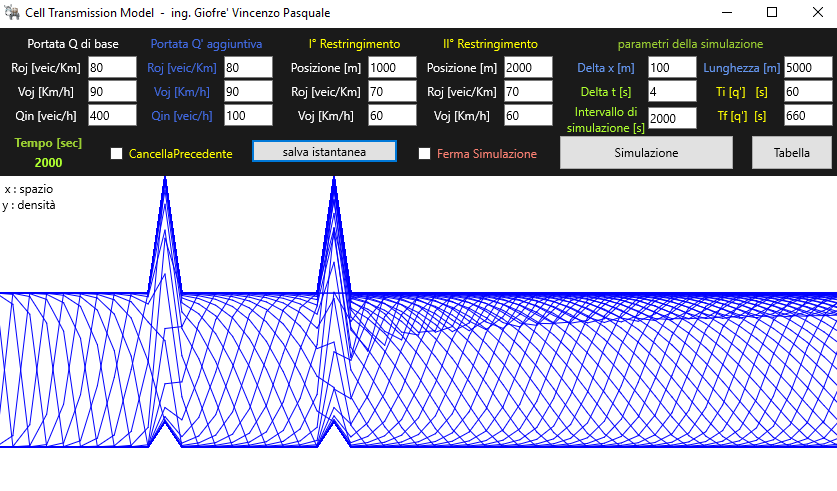 Cell Transmission Model - ing. Giofre' Vincenzo Pasquale
Portata Q di base Portata Q' aggiuntiva I° Restringimento II° Restringimento parametri della simulazione
Roj [veic/Km] 80 Roj [veic/Km] 80 Posizione [m] 1000 Posizione [m] 2000 Delta x [m] 100 Lunghezza [m] 5000
Voj [Km/h] 90 Voj [Km/h] 90 Roj [veic/Km] 70 Roj [veic/Km] 70 Delta t [s] 4 Ti [q'] [s] 60
Qin [veic/h] 400 Qin [veic/h] 100 Voj [Km/h] 60 Voj [Km/h] 60 Intervallo di simulazione [s] 2000 Tf [q'] [s] 660
Tempo [sec]
2000
CancellaPrecedente salva istantanea Ferma Simulazione Simulazione Tabella
x : spazio
y : densità